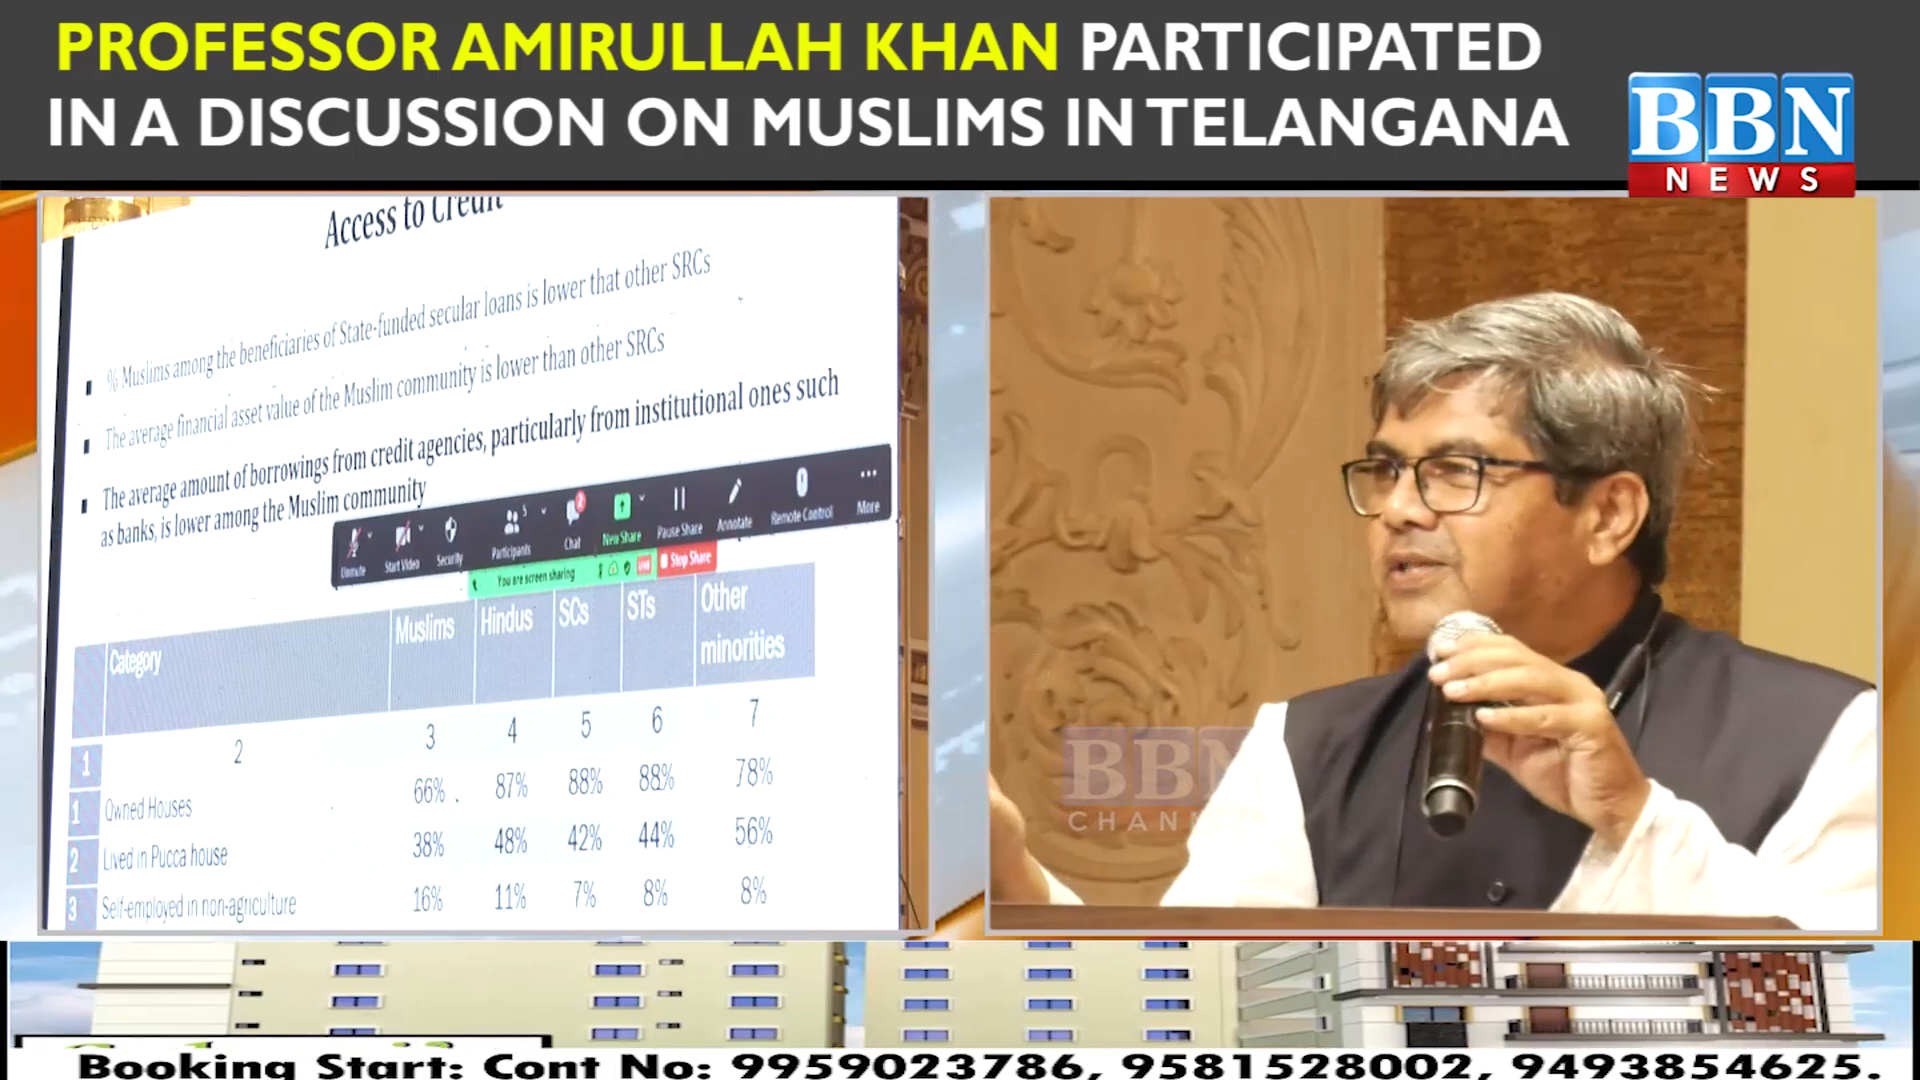 PROFESSOR AMIRULLAH KHAN PARTICIPATED
IN A DISCUSSION ON MUSLIMS IN TELANGANA
BBN
NEWS
Access to Credit
% Muslims among the beneficiaries of State-funded secular loans is lower that other SRCs
The average financial asset value of the Muslim community is lower than other SRCs
The average amount of borrowings from credit agencies, particularly from institutional ones such
as banks, is lower among the Muslim community
Unmute Start Video Security Participants 5 Chat 2 New Share Pause Share Annotate Remote Control More
You are screen sharing LIVE Stop Share
Category Muslims Hindus SCs STs Other minorities
1 2 3 4 5 6 7
1 Owned Houses 66% 87% 88% 88% 78%
2 Lived in Pucca house 38% 48% 42% 44% 56%
3 Self-employed in non-agriculture 16% 11% 7% 8% 8%
BBN
CHANN
Booking Start: Cont No: 9959023786, 9581528002, 9493854625.